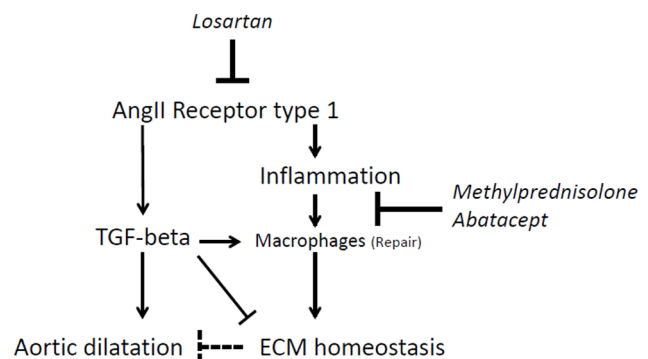 Losartan
AngII Receptor type 1
Inflammation
Methylprednisolone
Abatacept
TGF-beta
Macrophages (Repair)
Aortic dilatation
ECM homeostasis